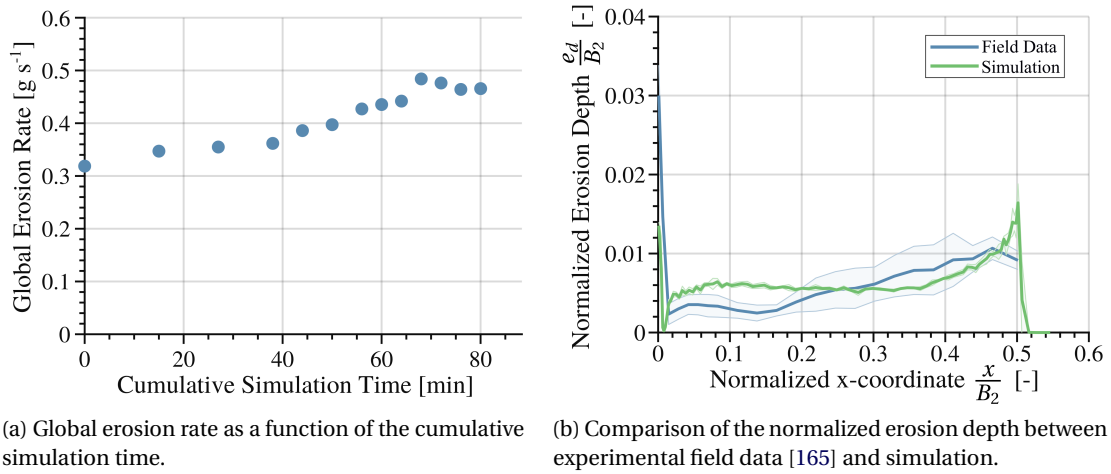 0.6
0.5
0.4
0.3
0.2
0.1
0
0
20
40
60
80
Global Erosion Rate [g s-1]
Cumulative Simulation Time [min]
(a) Global erosion rate as a function of the cumulative
simulation time.
0.04
0.03
0.02
0.01
0
0
0.1
0.2
0.3
0.4
0.5
0.6
Normalized Erosion Depth e_d/B_2 [-]
Field Data
Simulation
Normalized x-coordinate x/B_2 [-]
(b) Comparison of the normalized erosion depth between
experimental field data [165] and simulation.